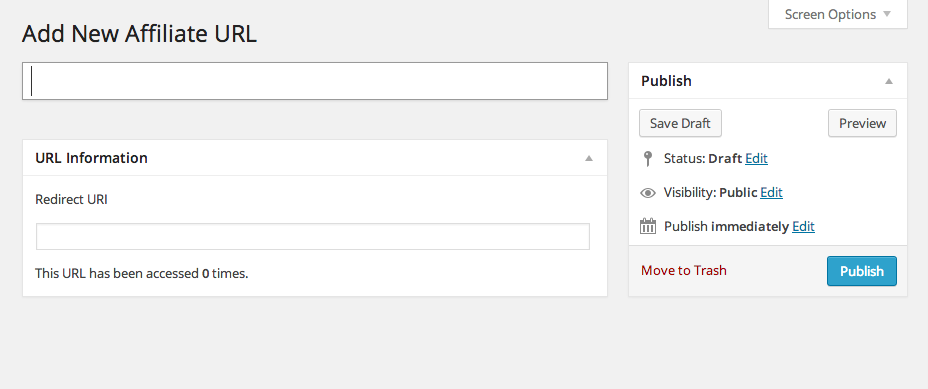 Screen Options
Add New Affiliate URL
Publish
Save Draft
Preview
Status: Draft Edit
Visibility: Public Edit
Publish immediately Edit
Move to Trash
Publish
URL Information
Redirect URI
This URL has been accessed 0 times.